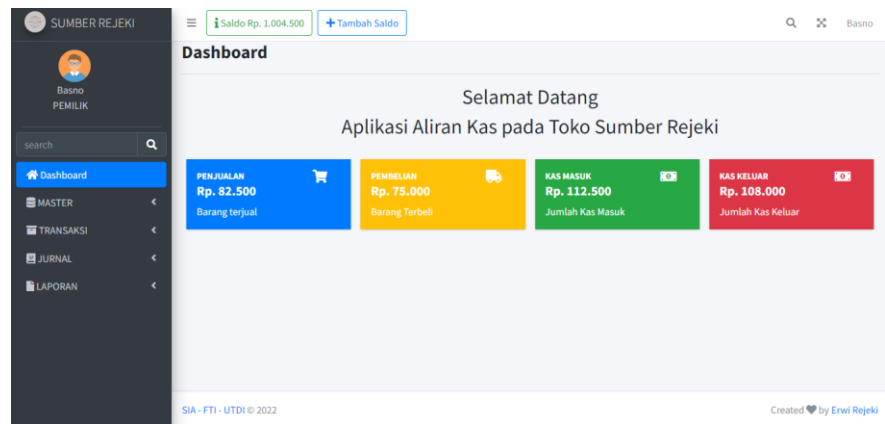 SUMBER REJEKI
Saldo Rp. 1.004.500
Tambah Saldo
Basno
Basno
PEMILIK
search
Dashboard
MASTER
TRANSAKSI
JURNAL
LAPORAN
Dashboard
Selamat Datang
Aplikasi Aliran Kas pada Toko Sumber Rejeki
PENJUALAN
Rp. 82.500
Barang terjual
PEMBELIAN
Rp. 75.000
Barang Terbeli
KAS MASUK
Rp. 112.500
Jumlah Kas Masuk
KAS KELUAR
Rp. 108.000
Jumlah Kas Keluar
SIA - FTI - UTDI © 2022
Created by Erwi Rejeki